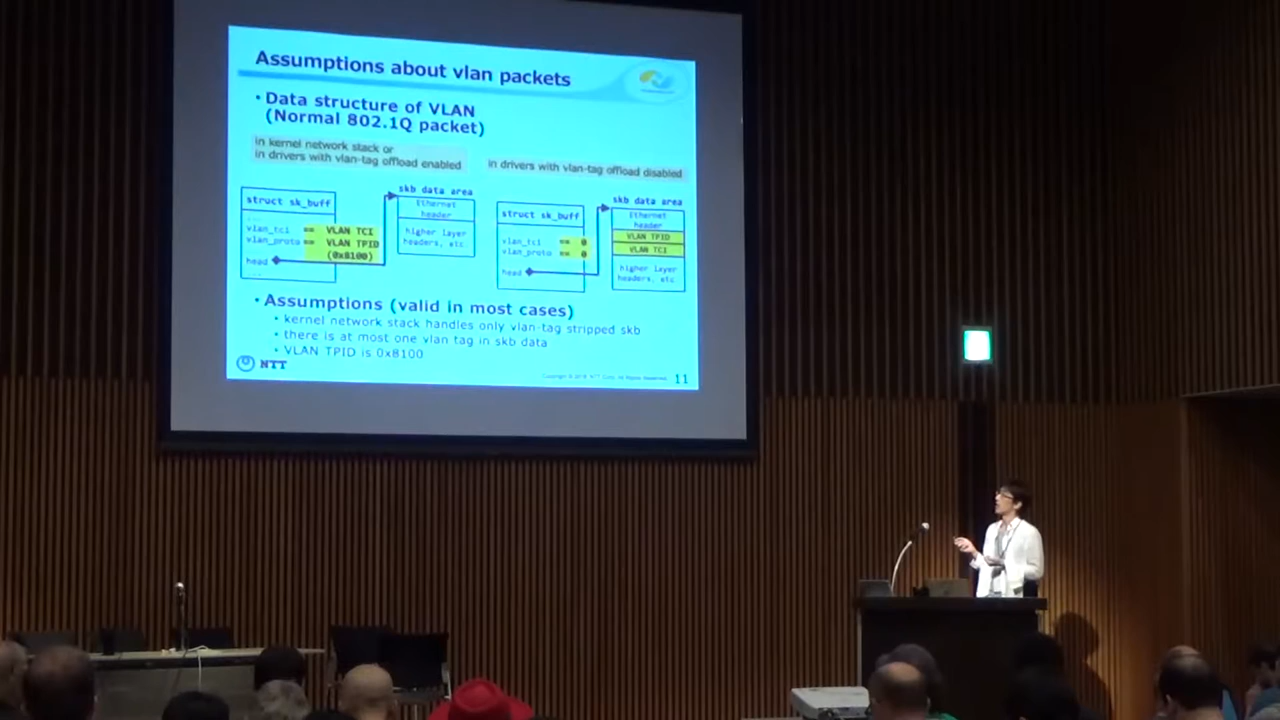 Assumptions about vlan packets
• Data structure of VLAN
(Normal 802.1Q packet)
in kernel network stack or
in drivers with vlan-tag offload enabled
struct sk_buff
...
vlan_tci == VLAN TCI
vlan_proto == VLAN TPID
(0x8100)
head
...
skb data area
Ethernet
header
higher layer
headers, etc
in drivers with vlan-tag offload disabled
struct sk_buff
vlan_tci == 0
vlan_proto == 0
head
skb data area
Ethernet
header
VLAN TPID
VLAN TCI
higher layer
headers, etc
• Assumptions (valid in most cases)
• kernel network stack handles only vlan-tag stripped skb
• there is at most one vlan tag in skb data
• VLAN TPID is 0x8100
NTT
11